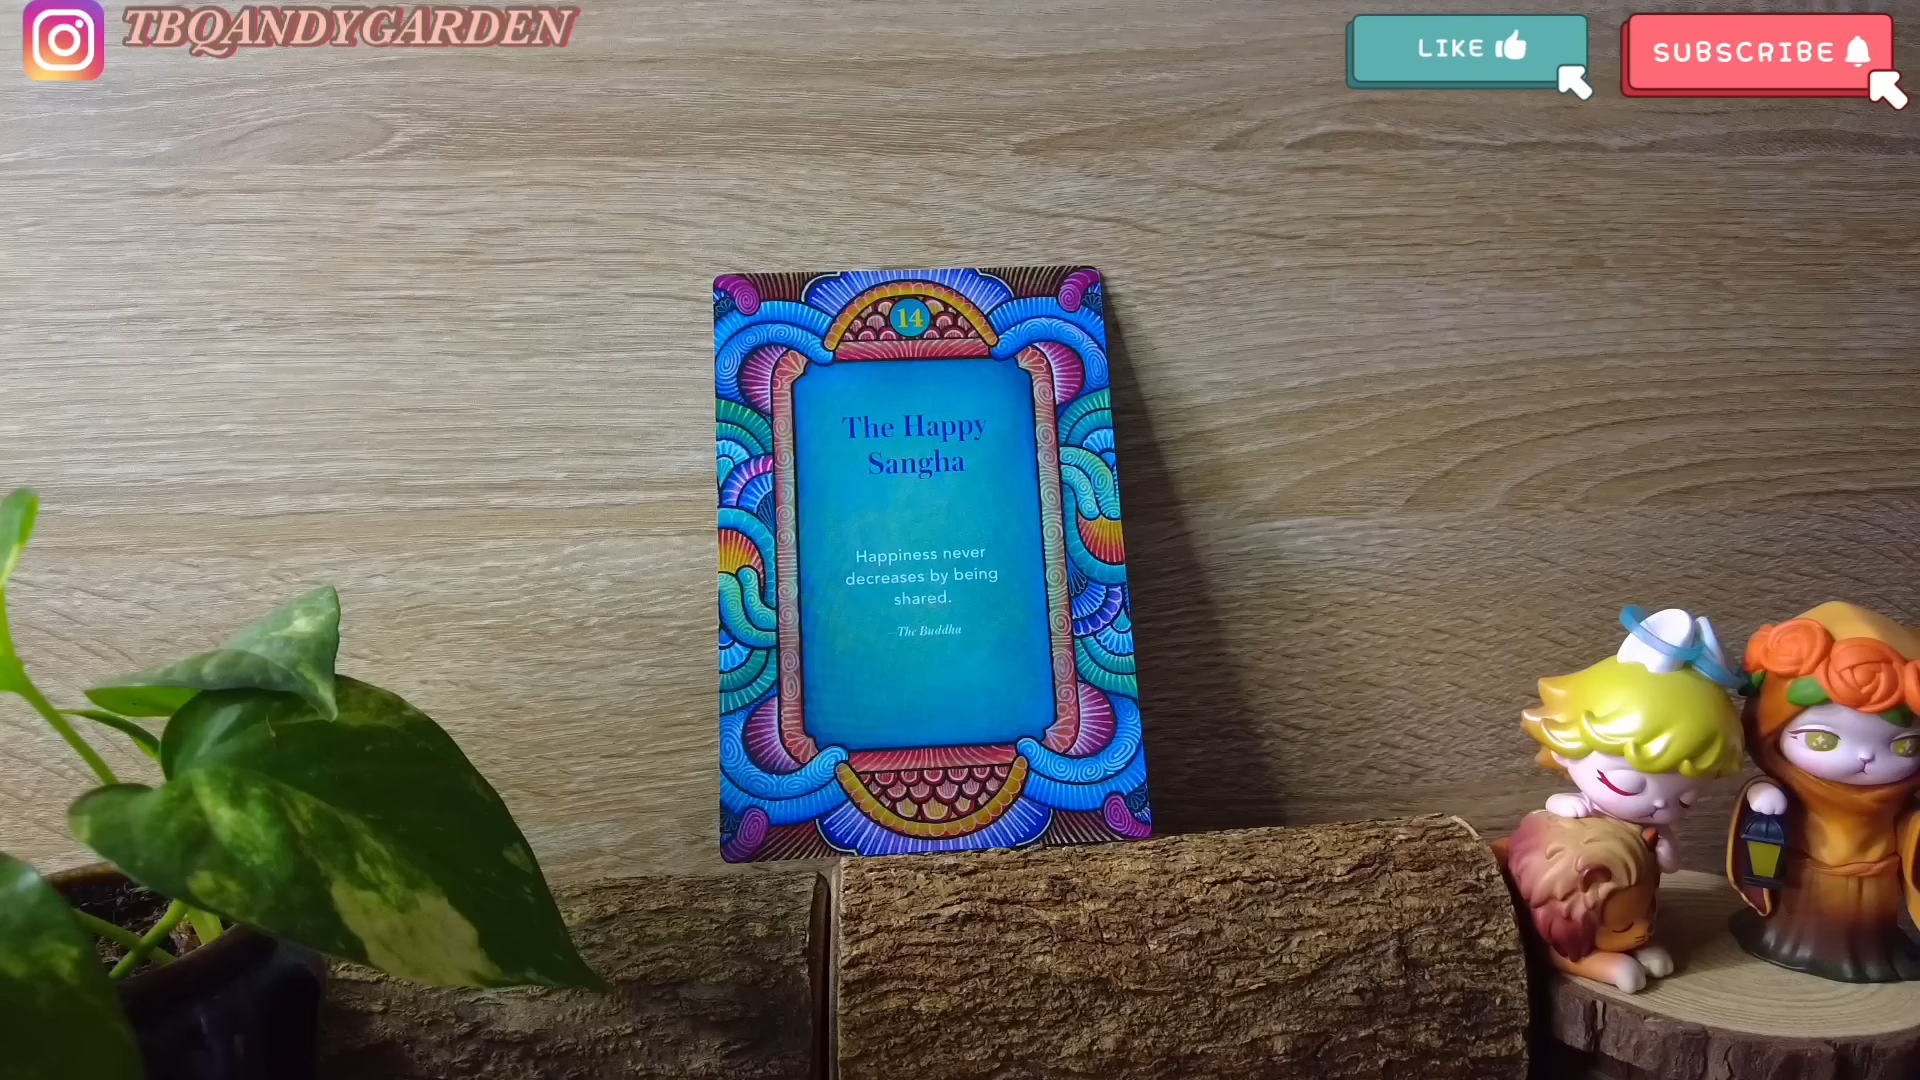 TBQANDYGARDEN
LIKE
SUBSCRIBE
14
The Happy
Sangha
Happiness never
decreases by being
shared.
—The Buddha